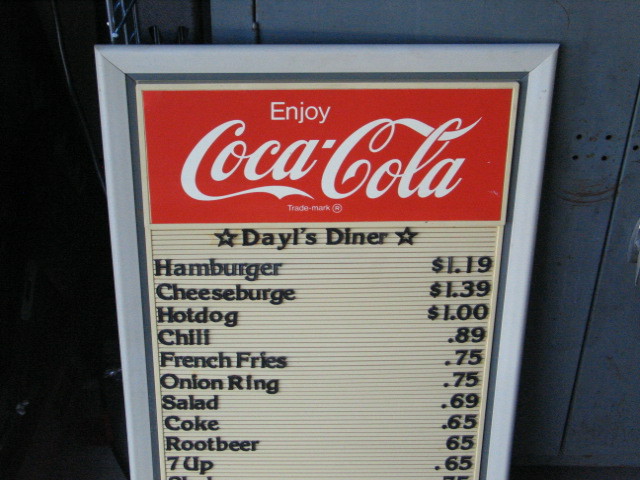 Enjoy
Coca-Cola
Trade-mark ®
☆ Dayl's Diner ☆
Hamburger $1.19
Cheeseburge $1.39
Hotdog $1.00
Chili .89
French Fries .75
Onion RIng .75
Salad .69
Coke .65
Rootbeer 65
7 Up .65